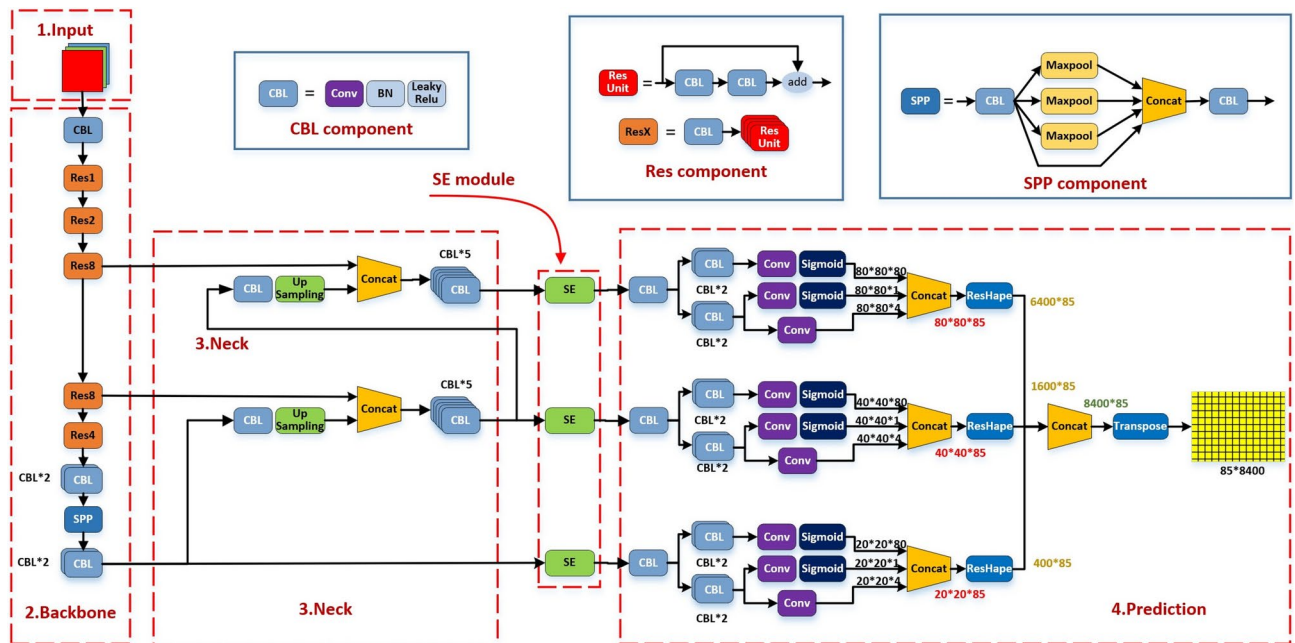 1.Input
CBL
Res1
Res2
Res8
Res8
Res4
CBL*2
CBL
SPP
CBL*2
CBL
2.Backbone
CBL
=
Conv
BN
Leaky
Relu
CBL component
Res
Unit
=
CBL
CBL
add
ResX
=
CBL
Res
Unit
Res component
SPP
=
CBL
Maxpool
Maxpool
Maxpool
Concat
CBL
SPP component
SE module
CBL
Up
Sampling
Concat
CBL*5
CBL
3.Neck
CBL
Up
Sampling
Concat
CBL*5
CBL
3.Neck
SE
SE
SE
CBL
CBL
CBL*2
CBL
CBL*2
Conv
Sigmoid
Conv
Sigmoid
Conv
80*80*80
80*80*1
80*80*4
Concat
80*80*85
ResHape
6400*85
CBL
CBL
CBL*2
CBL
CBL*2
Conv
Sigmoid
Conv
Sigmoid
Conv
40*40*80
40*40*1
40*40*4
Concat
40*40*85
ResHape
1600*85
CBL
CBL
CBL*2
CBL
CBL*2
Conv
Sigmoid
Conv
Sigmoid
Conv
20*20*80
20*20*1
20*20*4
Concat
20*20*85
ResHape
400*85
Concat
8400*85
Transpose
85*8400
4.Prediction